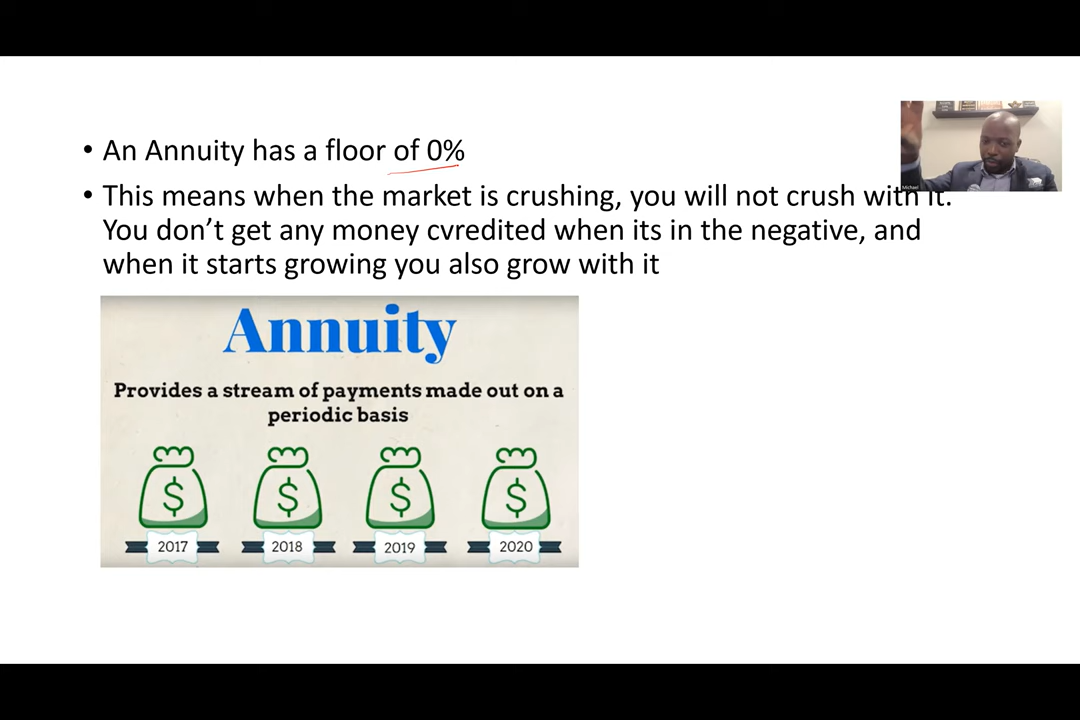 • An Annuity has a floor of 0%
• This means when the market is crushing, you will not crush with it.
You don't get any money cvredited when its in the negative, and
when it starts growing you also grow with it
Michael
Annuity
Provides a stream of payments made out on a
periodic basis
$ $ $ $
2017 2018 2019 2020